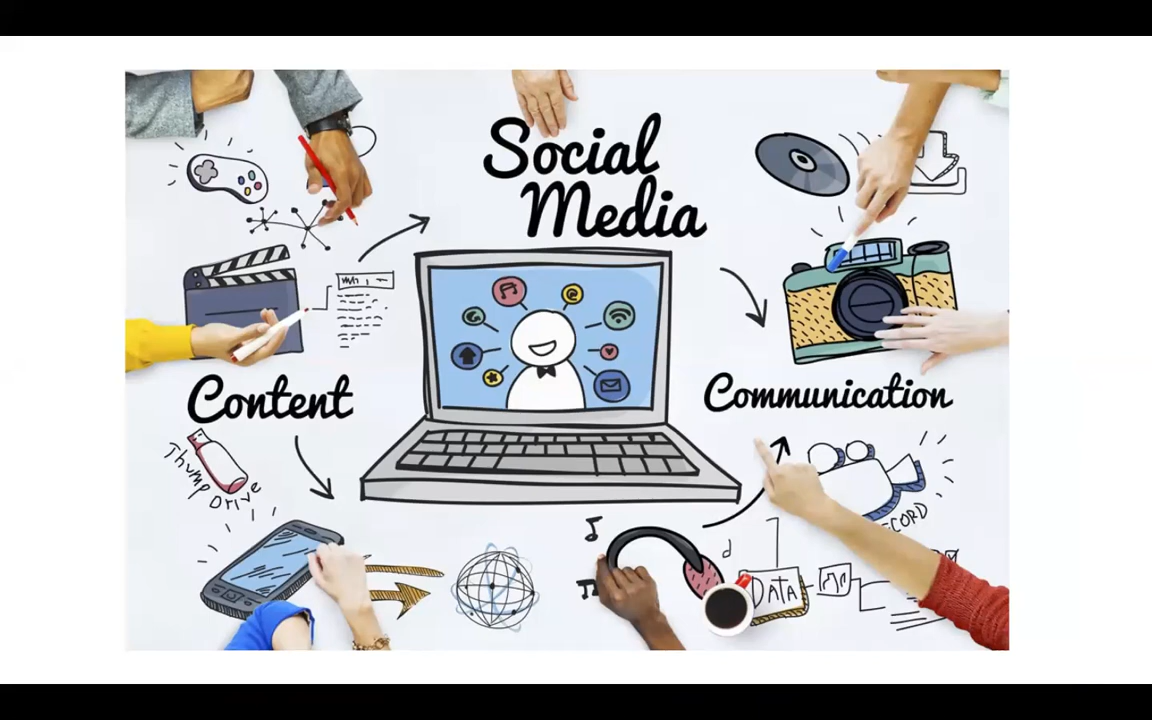 Social
Media
Content
Communication
Thump
Drive
DATA